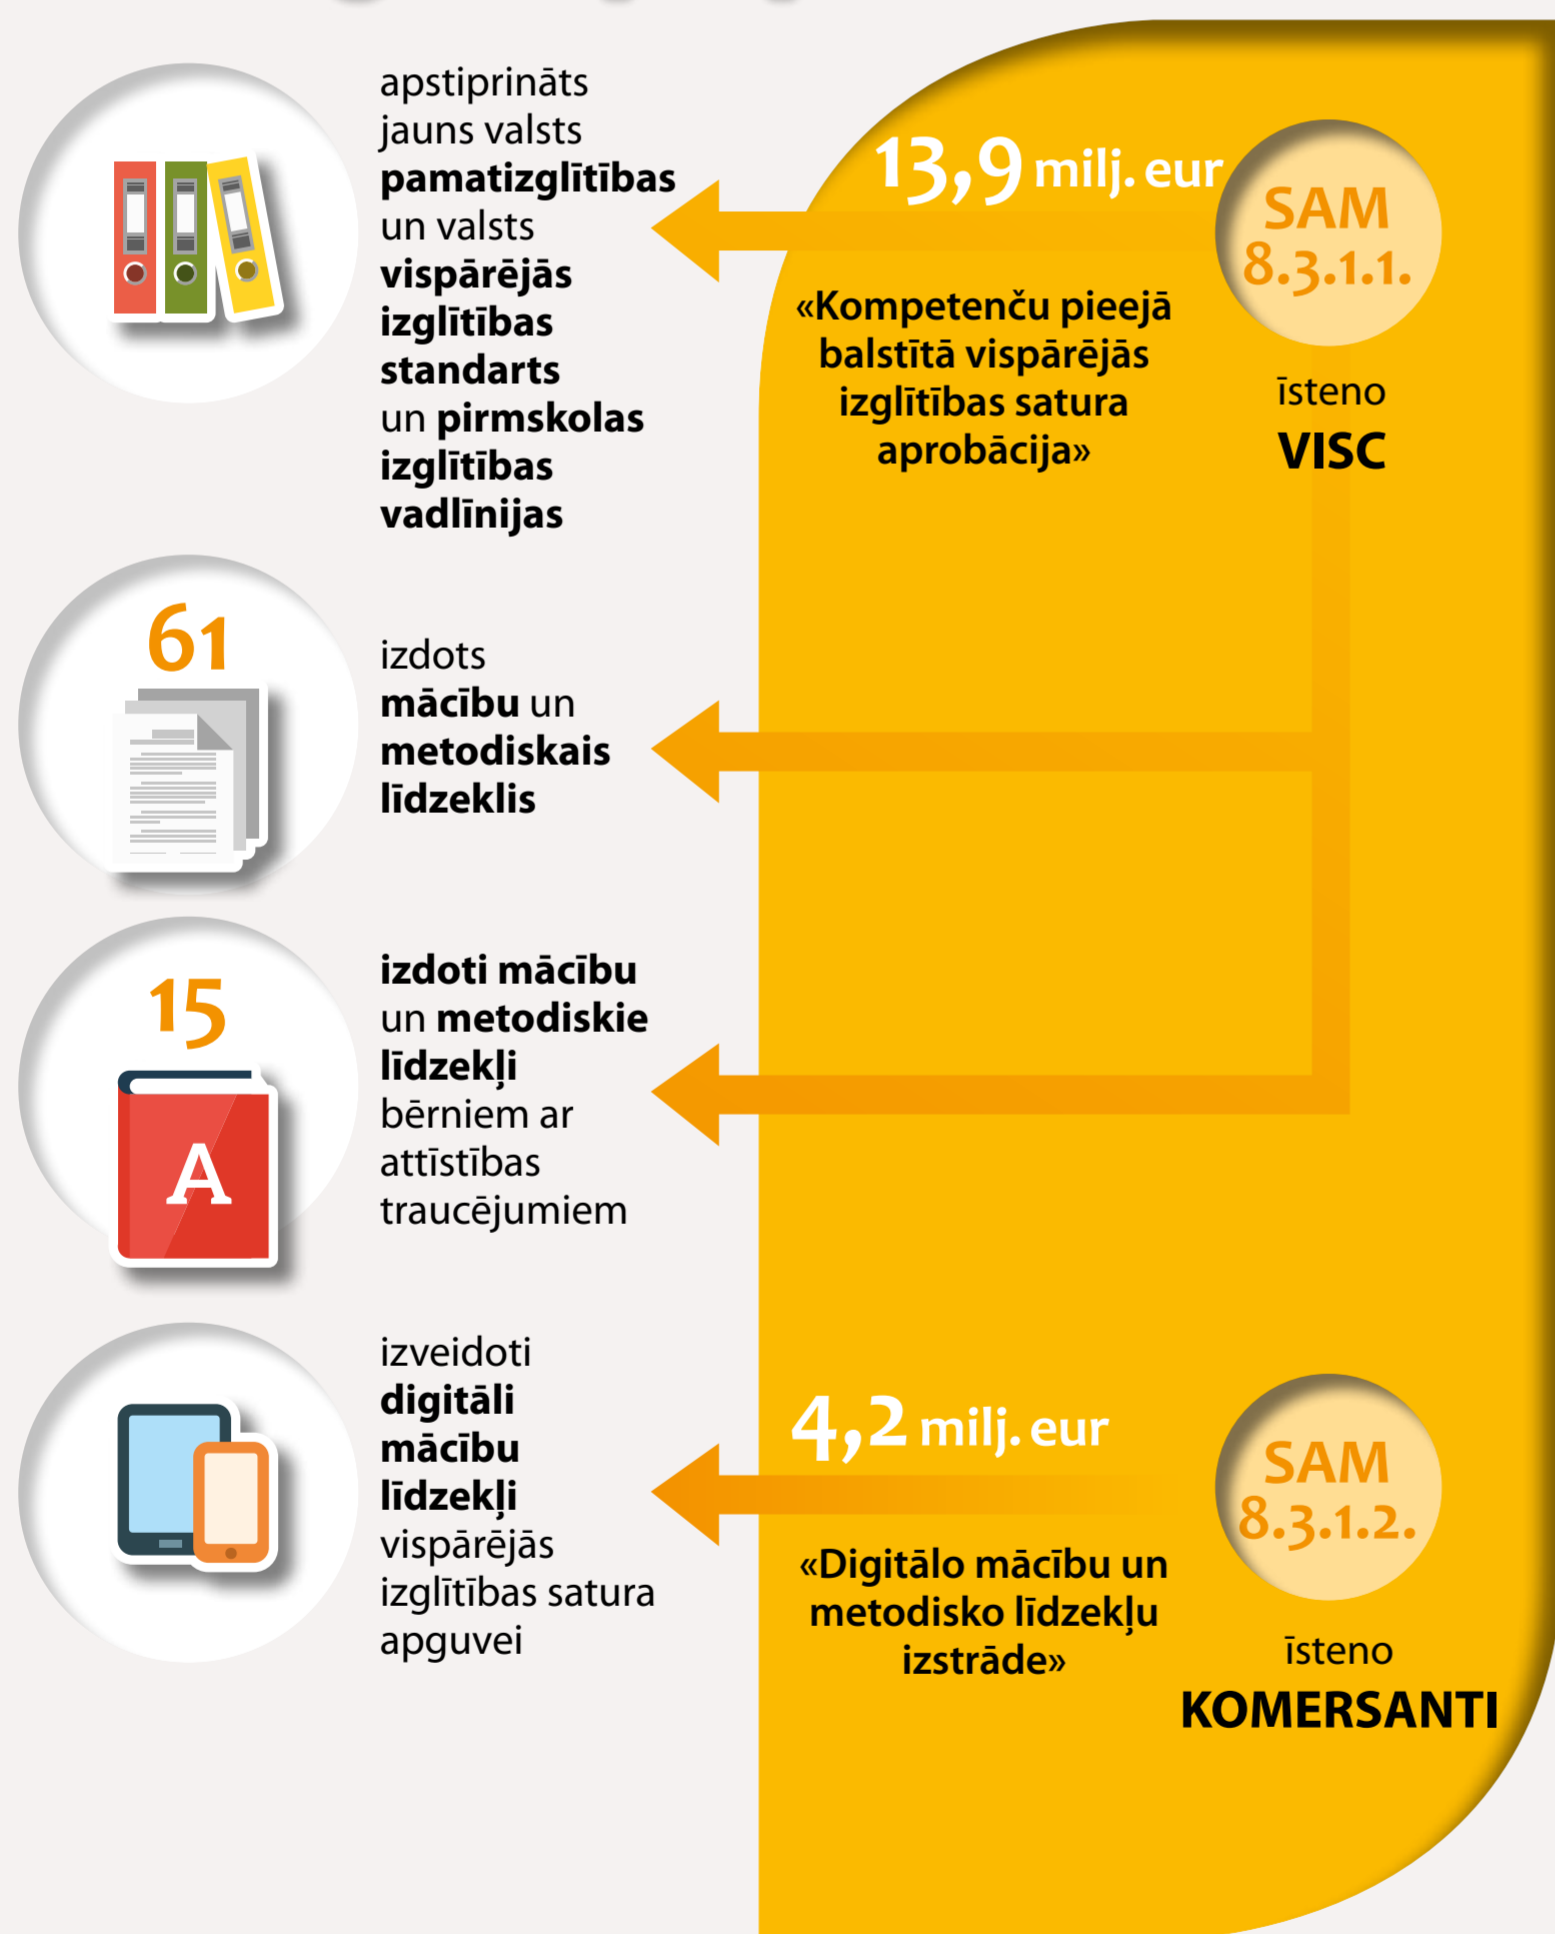 apstiprināts
jauns valsts
pamatizglītības
un valsts
vispārējās
izglītības
standarts
un pirmskolas
izglītības
vadlīnijas
13,9 milj. eur
SAM
8.3.1.1.
«Kompetenču pieejā
balstītā vispārējās
izglītības satura
aprobācija»
īsteno
VISC
61
izdots
mācību un
metodiskais
līdzeklis
15
izdoti mācību
un metodiskie
līdzekļi
bērniem ar
attīstības
traucējumiem
A
izveidoti
digitāli
mācību
līdzekļi
vispārējās
izglītības satura
apguvei
4,2 milj. eur
SAM
8.3.1.2.
«Digitālo mācību un
metodisko līdzekļu
izstrāde»
īsteno
KOMERSANTI